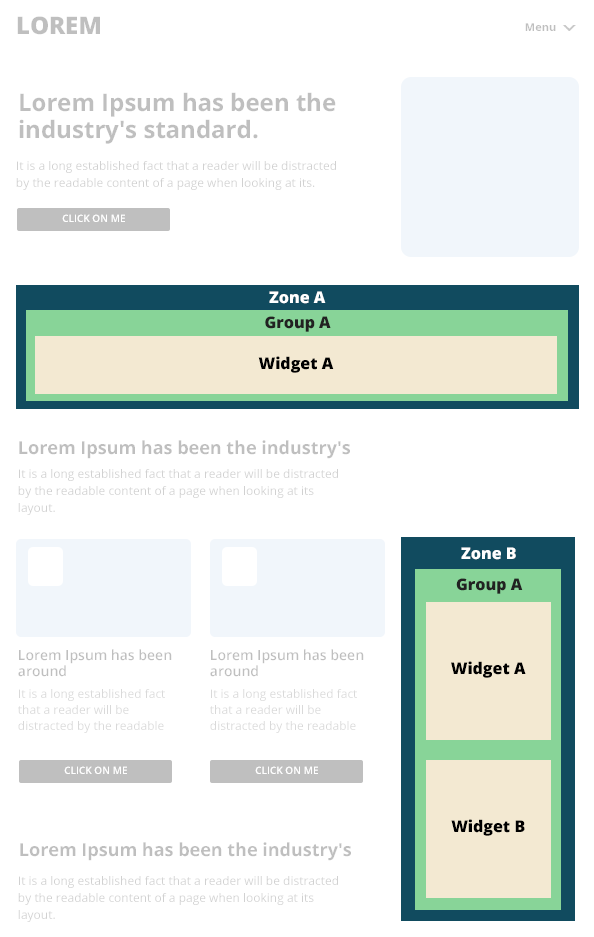 LOREM
Menu
Lorem Ipsum has been the
industry's standard.
It is a long established fact that a reader will be distracted
by the readable content of a page when looking at its.
CLICK ON ME
Zone A
Group A
Widget A
Lorem Ipsum has been the industry's
It is a long established fact that a reader will be distracted
by the readable content of a page when looking at its
layout.
Lorem Ipsum has been
around
It is a long established fact
that a reader will be
distracted by the readable
CLICK ON ME
Lorem Ipsum has been
around
It is a long established fact
that a reader will be
distracted by the readable
CLICK ON ME
Zone B
Group A
Widget A
Widget B
Lorem Ipsum has been the industry's
It is a long established fact that a reader will be distracted
by the readable content of a page when looking at its
layout.